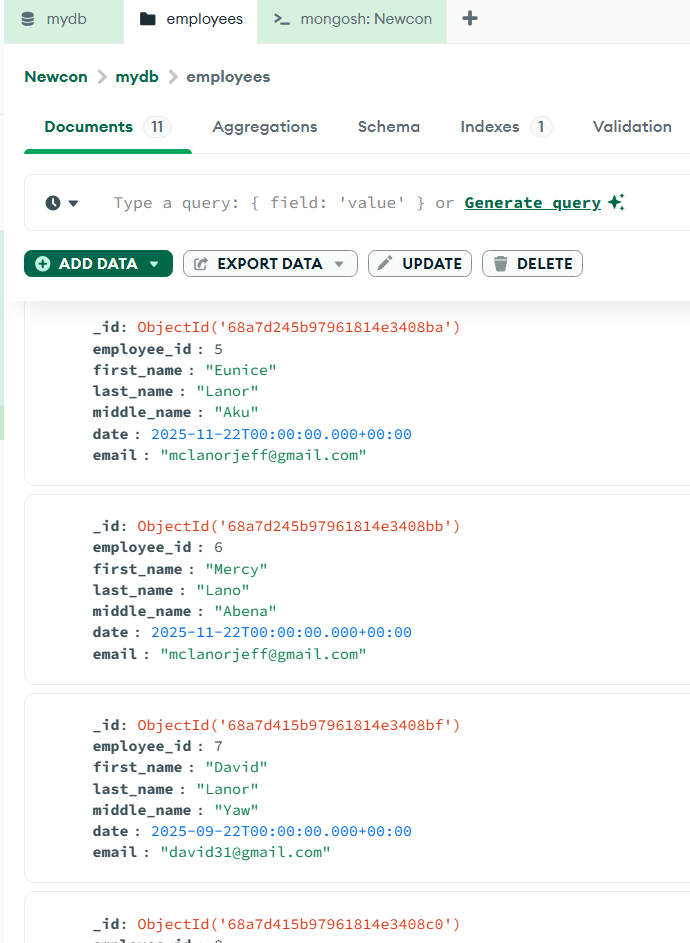 mydb employees mongosh: Newcon
Newcon mydb employees
Documents 11 Aggregations Schema Indexes 1 Validation
Type a query: { field: 'value' } or Generate query
ADD DATA EXPORT DATA UPDATE DELETE
_id: ObjectId('68a7d245b97961814e3408ba')
employee_id : 5
first_name : "Eunice"
last_name : "Lanor"
middle_name : "Aku"
date : 2025-11-22T00:00:00.000+00:00
email : "mclanorjeff@gmail.com"
_id: ObjectId('68a7d245b97961814e3408bb')
employee_id : 6
first_name : "Mercy"
last_name : "Lano"
middle_name : "Abena"
date : 2025-11-22T00:00:00.000+00:00
email : "mclanorjeff@gmail.com"
_id: ObjectId('68a7d415b97961814e3408bf')
employee_id : 7
first_name : "David"
last_name : "Lanor"
middle_name : "Yaw"
date : 2025-09-22T00:00:00.000+00:00
email : "david31@gmail.com"
_id: ObjectId('68a7d415b97961814e3408c0')